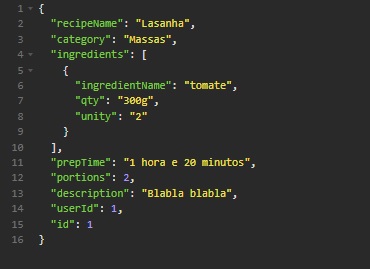 1 {
2 "recipeName": "Lasanha",
3 "category": "Massas",
4 "ingredients": [
5 {
6 "ingredientName": "tomate",
7 "qty": "300g",
8 "unity": "2"
9 }
10 ],
11 "prepTime": "1 hora e 20 minutos",
12 "portions": 2,
13 "description": "Blabla blabla",
14 "userId": 1,
15 "id": 1
16 }